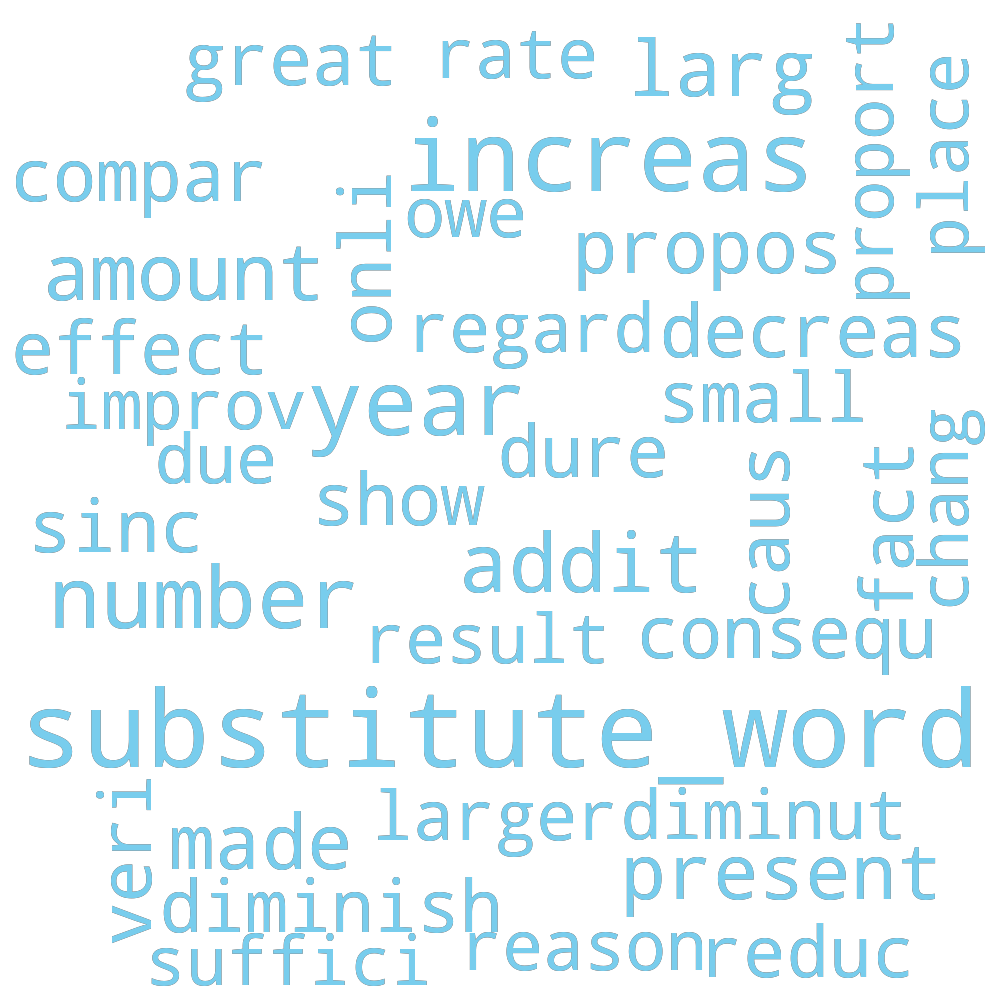 great rate larg
proport
place
increas
compar
onli
owe
propos
amount
regard decreas
effect
year
small
improv
dure
due
chang
caus
fact
show
sinc
addit
number
result consequ
substitute_word
veri
larger diminut
made
present
diminish
reason reduc
suffici